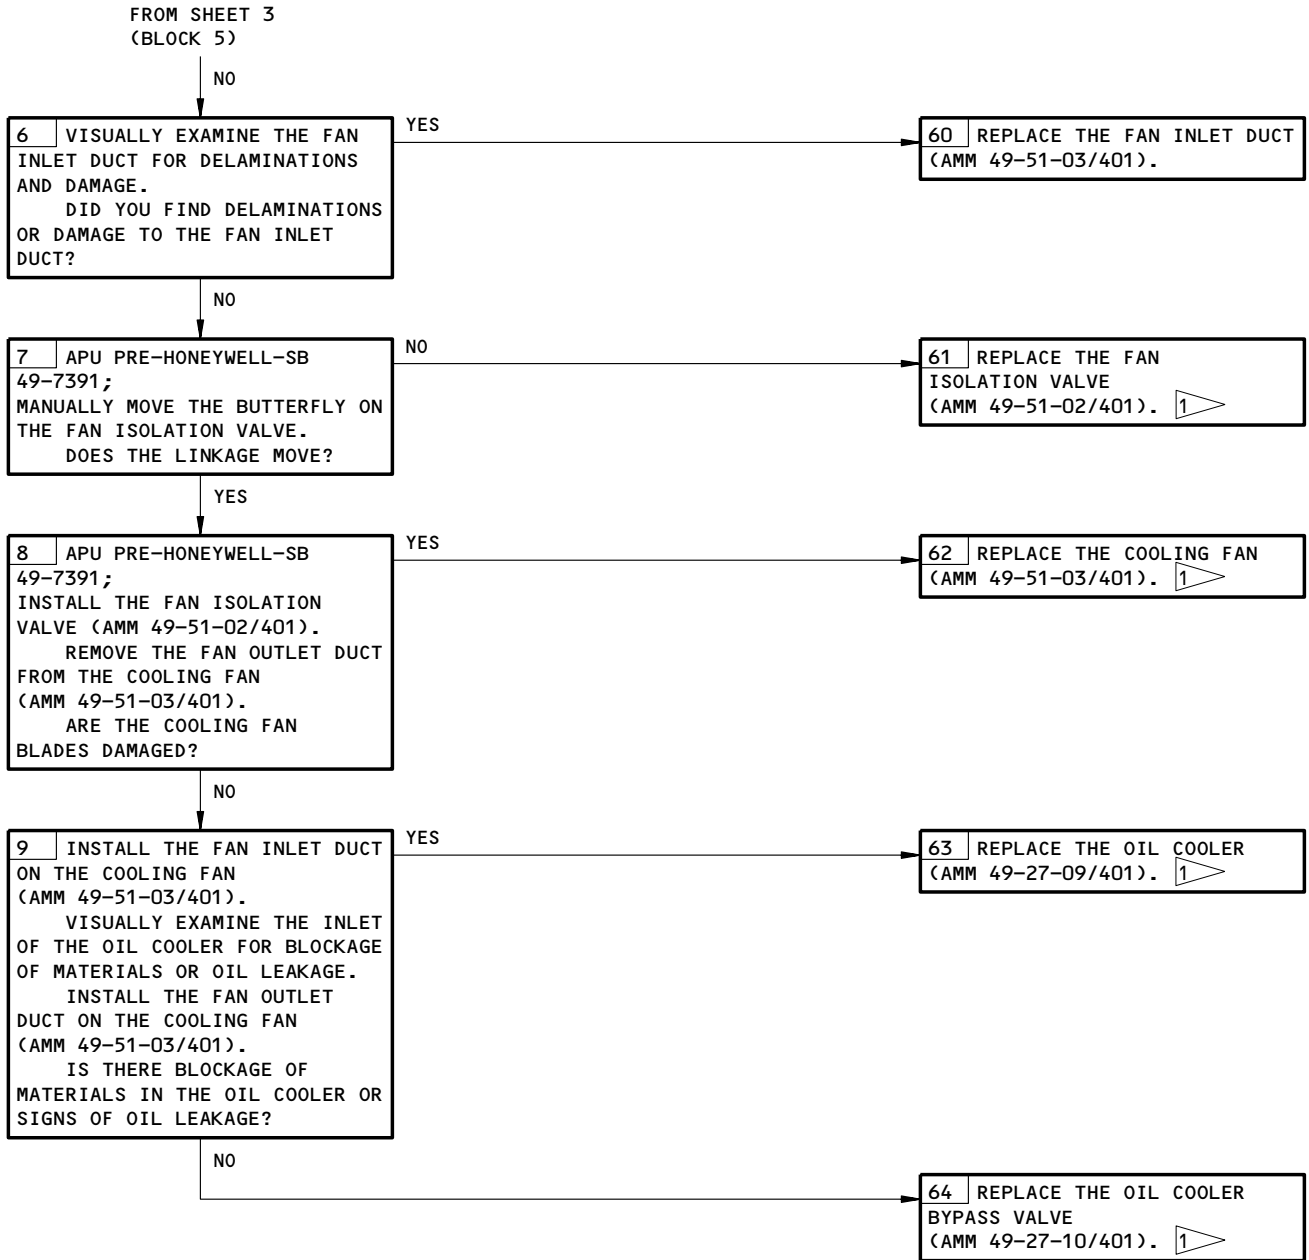 FROM SHEET 3
(BLOCK 5)
NO
6 VISUALLY EXAMINE THE FAN
INLET DUCT FOR DELAMINATIONS
AND DAMAGE.
DID YOU FIND DELAMINATIONS
OR DAMAGE TO THE FAN INLET
DUCT?
YES
60 REPLACE THE FAN INLET DUCT
(AMM 49-51-03/401).
NO
7 APU PRE-HONEYWELL-SB
49-7391;
MANUALLY MOVE THE BUTTERFLY ON
THE FAN ISOLATION VALVE.
DOES THE LINKAGE MOVE?
NO
61 REPLACE THE FAN
ISOLATION VALVE
(AMM 49-51-02/401). 1
YES
8 APU PRE-HONEYWELL-SB
49-7391;
INSTALL THE FAN ISOLATION
VALVE (AMM 49-51-02/401).
REMOVE THE FAN OUTLET DUCT
FROM THE COOLING FAN
(AMM 49-51-03/401).
ARE THE COOLING FAN
BLADES DAMAGED?
YES
62 REPLACE THE COOLING FAN
(AMM 49-51-03/401). 1
NO
9 INSTALL THE FAN INLET DUCT
ON THE COOLING FAN
(AMM 49-51-03/401).
VISUALLY EXAMINE THE INLET
OF THE OIL COOLER FOR BLOCKAGE
OF MATERIALS OR OIL LEAKAGE.
INSTALL THE FAN OUTLET
DUCT ON THE COOLING FAN
(AMM 49-51-03/401).
IS THERE BLOCKAGE OF
MATERIALS IN THE OIL COOLER OR
SIGNS OF OIL LEAKAGE?
YES
63 REPLACE THE OIL COOLER
(AMM 49-27-09/401). 1
NO
64 REPLACE THE OIL COOLER
BYPASS VALVE
(AMM 49-27-10/401). 1